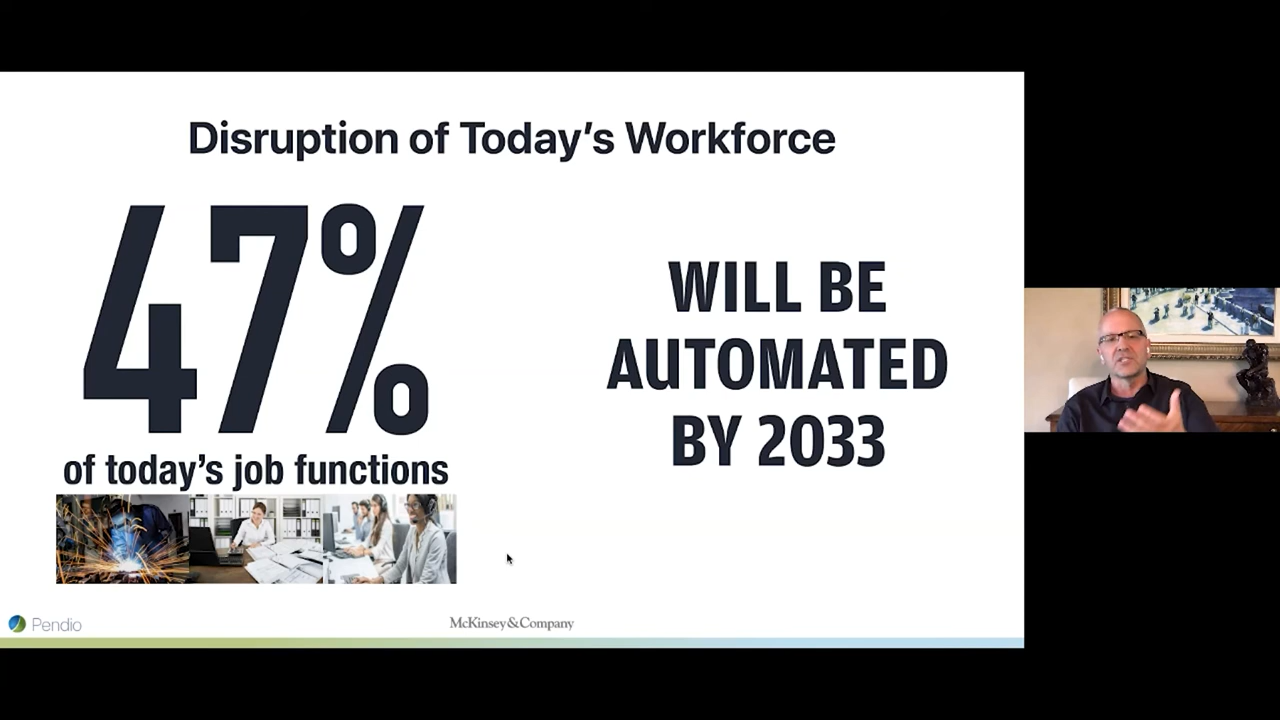 Disruption of Today's Workforce
47%
of today's job functions
WILL BE
AUTOMATED
BY 2033
Pendio
McKinsey&Company